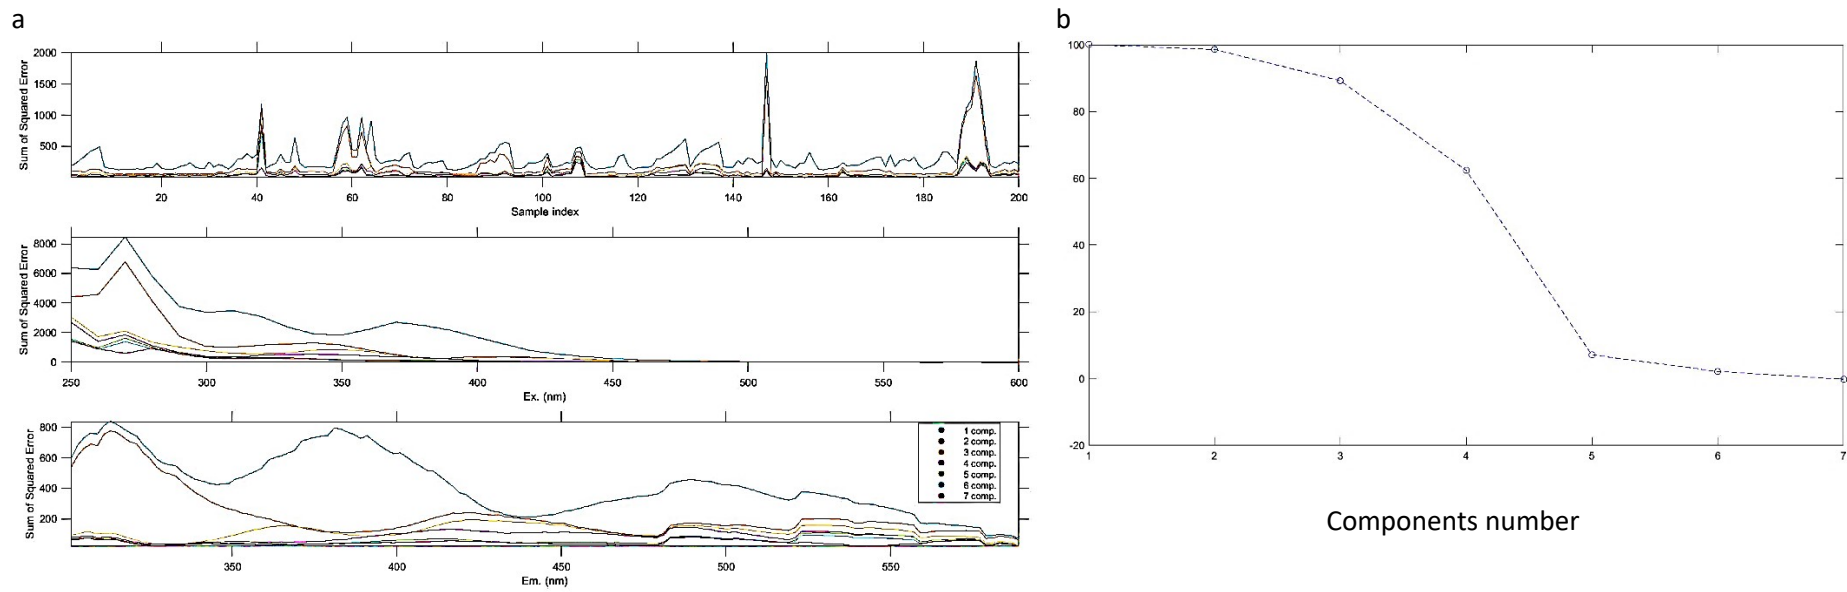 a
Sum of Squared Error
2000
1500
1000
500
20 40 60 80 100 120 140 160 180 200
Sample index
Sum of Squared Error
8000
6000
4000
2000
0
250 300 350 400 450 500 550 600
Ex. (nm)
Sum of Squared Error
800
600
400
200
1 comp.
2 comp.
3 comp.
4 comp.
5 comp.
6 comp.
7 comp.
350 400 450 500 550
Em. (nm)
b
100
80
60
40
20
0
-20
1 2 3 4 5 6 7
Components number